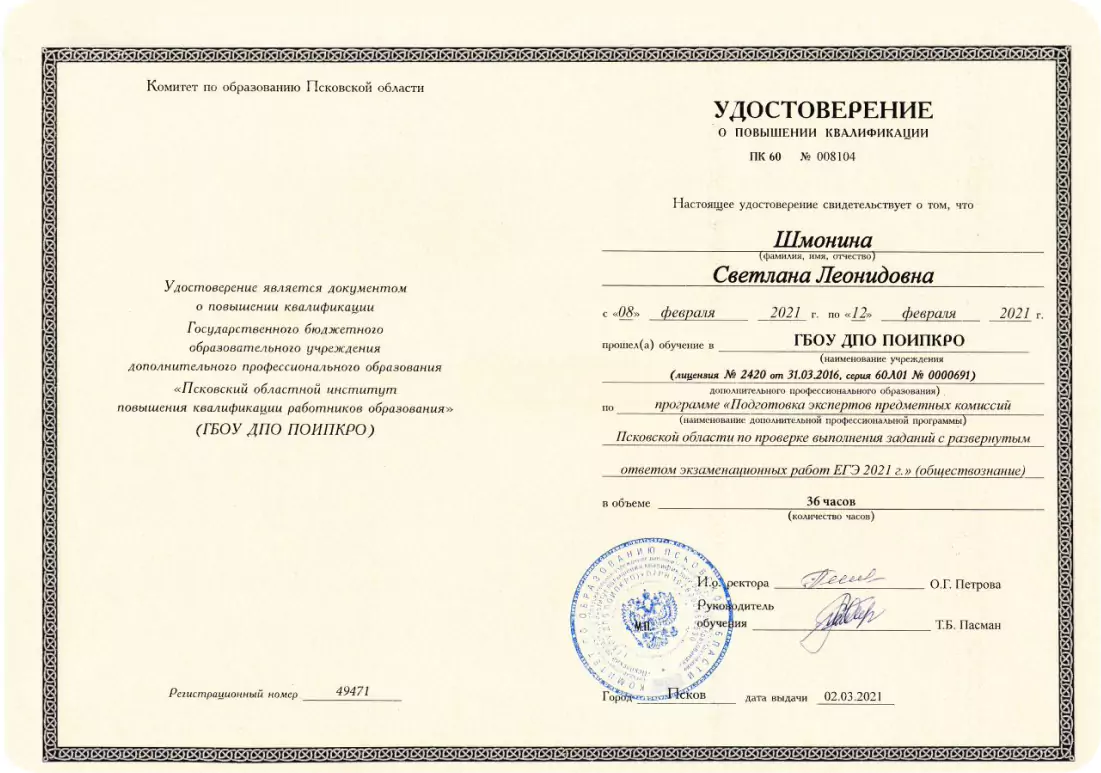 Комитет по образованию Псковской области
Удостоверение является документом
о повышении квалификации
Государственного бюджетного
образовательного учреждения
дополнительного профессионального образования
«Псковский областной институт
повышения квалификации работников образования»
(ГБОУ ДПО ПОИПКРО)
Регистрационный номер 49471
УДОСТОВЕРЕНИЕ
О ПОВЫШЕНИИ КВАЛИФИКАЦИИ
ПК 60 № 008104
Настоящее удостоверение свидетельствует о том, что
Шмонина
(фамилия, имя, отчество)
Светлана Леонидовна
с «08» февраля 2021 г. по «12» февраля 2021 г.
прошел(а) обучение в ГБОУ ДПО ПОИПКРО
(наименование учреждения
(лицензия № 2420 от 31.03.2016, серия 60Л01 № 0000691)
дополнительного профессионального образования)
по программе «Подготовка экспертов предметных комиссий
(наименование дополнительной профессиональной программы)
Псковской области по проверке выполнения заданий с развернутым
ответом экзаменационных работ ЕГЭ 2021 г.» (обществознание)
в объеме 36 часов
(количество часов)
И.о. ректора О.Г. Петрова
Руководитель
обучения Т.Б. Пасман
М.П.
КОМИТЕТ ПО ОБРАЗОВАНИЮ ПСКОВСКОЙ ОБЛАСТИ
Город Псков дата выдачи 02.03.2021